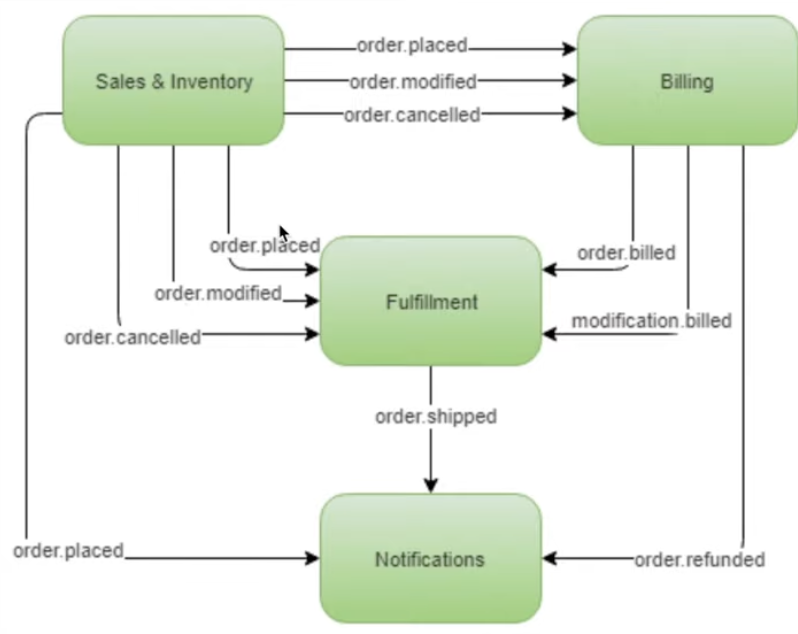 order.placed
Sales & Inventory
order.modified
Billing
order.cancelled
order.placed
order.billed
order.modified
Fulfillment
modification.billed
order.cancelled
order.shipped
order.placed
Notifications
order.refunded